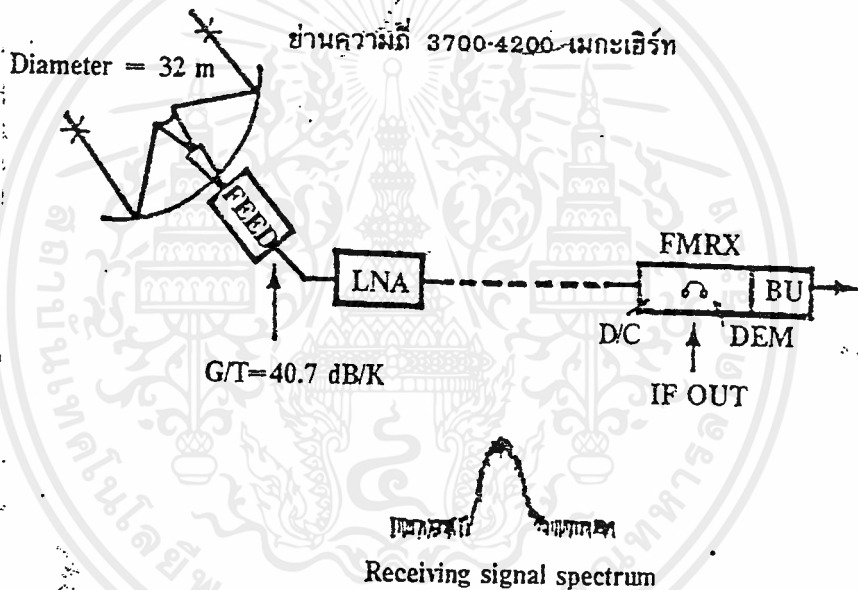 ย่านความถี่ 3700-4200 เมกะเฮิร์ท
Diameter = 32 m
FEED
LNA
FMRX
BU
D/C
DEM
G/T=40.7 dB/K
IF OUT
Receiving signal spectrum